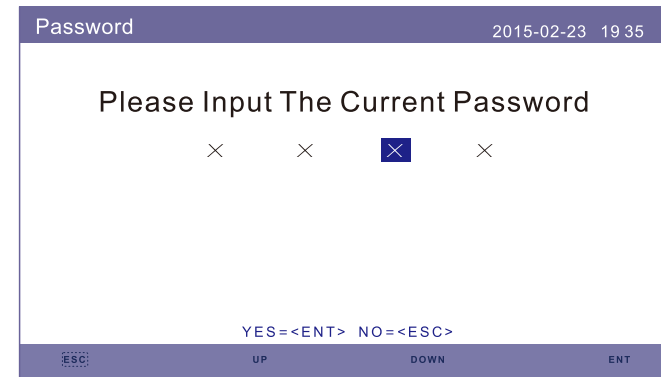 Password 2015-02-23 19 35
Please Input The Current Password
× × × ×
YES=<ENT> NO=<ESC>
ESC UP DOWN ENT